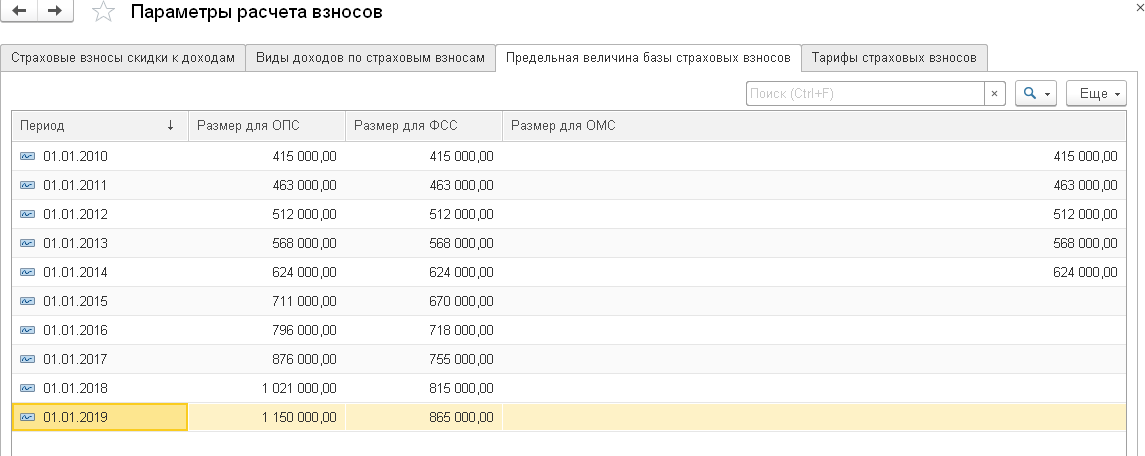 Параметры расчета взносов
Страховые взносы скидки к доходам Виды доходов по страховым взносам Предельная величина базы страховых взносов Тарифы страховых взносов
Поиск (Ctrl+F) × Еще
Период ↓ Размер для ОПС Размер для ФСС Размер для ОМС
01.01.2010 415 000,00 415 000,00 415 000,00
01.01.2011 463 000,00 463 000,00 463 000,00
01.01.2012 512 000,00 512 000,00 512 000,00
01.01.2013 568 000,00 568 000,00 568 000,00
01.01.2014 624 000,00 624 000,00 624 000,00
01.01.2015 711 000,00 670 000,00
01.01.2016 796 000,00 718 000,00
01.01.2017 876 000,00 755 000,00
01.01.2018 1 021 000,00 815 000,00
01.01.2019 1 150 000,00 865 000,00